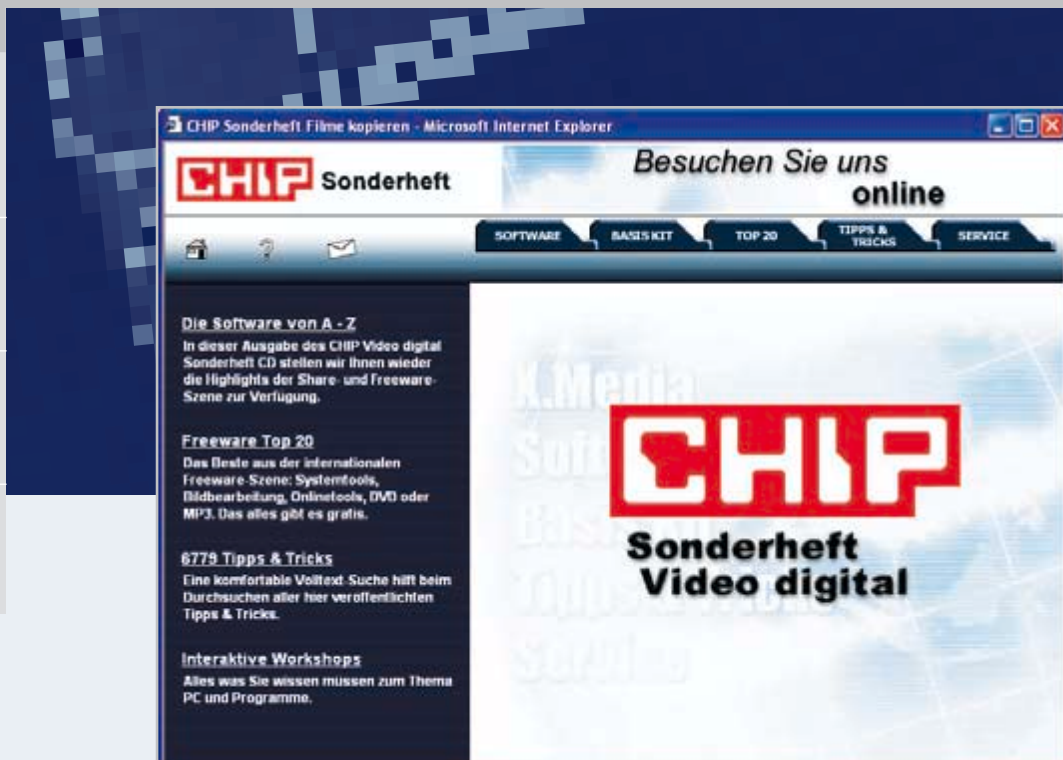 CHIP Sonderheft Filme kopieren - Microsoft Internet Explorer
CHIP Sonderheft
Besuchen Sie uns
online
SOFTWARE
BASIS KIT
TOP 20
TIPPS &
TRICKS
SERVICE
Die Software von A - Z
In dieser Ausgabe des CHIP Video digital
Sonderheft CD stellen wir Ihnen wieder
die Highlights der Share- und Freeware-
Szene zur Verfügung.
Freeware Top 20
Das Beste aus der internationalen
Freeware-Szene: Systemtools,
Bildbearbeitung, Onlinetools, DVD oder
MP3. Das alles gibt es gratis.
6779 Tipps & Tricks
Eine komfortable Volltext-Suche hilft beim
Durchsuchen aller hier veröffentlichten
Tipps & Tricks.
Interaktive Workshops
Alles was Sie wissen müssen zum Thema
PC und Programme.
X.Media
CHIP
Sonderheft
Video digital